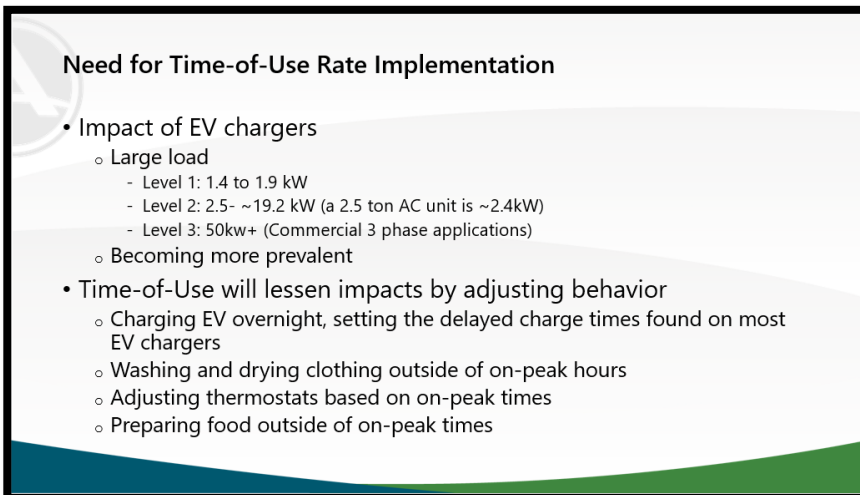 Need for Time-of-Use Rate Implementation
• Impact of EV chargers
o Large load
- Level 1: 1.4 to 1.9 kW
- Level 2: 2.5- ~19.2 kW (a 2.5 ton AC unit is ~2.4kW)
- Level 3: 50kw+ (Commercial 3 phase applications)
o Becoming more prevalent
• Time-of-Use will lessen impacts by adjusting behavior
o Charging EV overnight, setting the delayed charge times found on most
EV chargers
o Washing and drying clothing outside of on-peak hours
o Adjusting thermostats based on on-peak times
o Preparing food outside of on-peak times